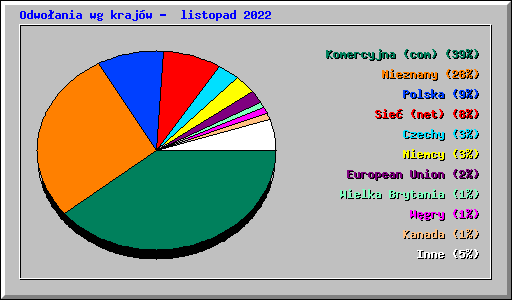 Odwołania wg krajów -  listopad 2022
Komercyjna (com) (39%)
Nieznany (28%)
Polska (9%)
Sieć (net) (8%)
Czechy (3%)
Niemcy (3%)
European Union (2%)
Wielka Brytania (1%)
Węgry (1%)
Kanada (1%)
Inne (5%)